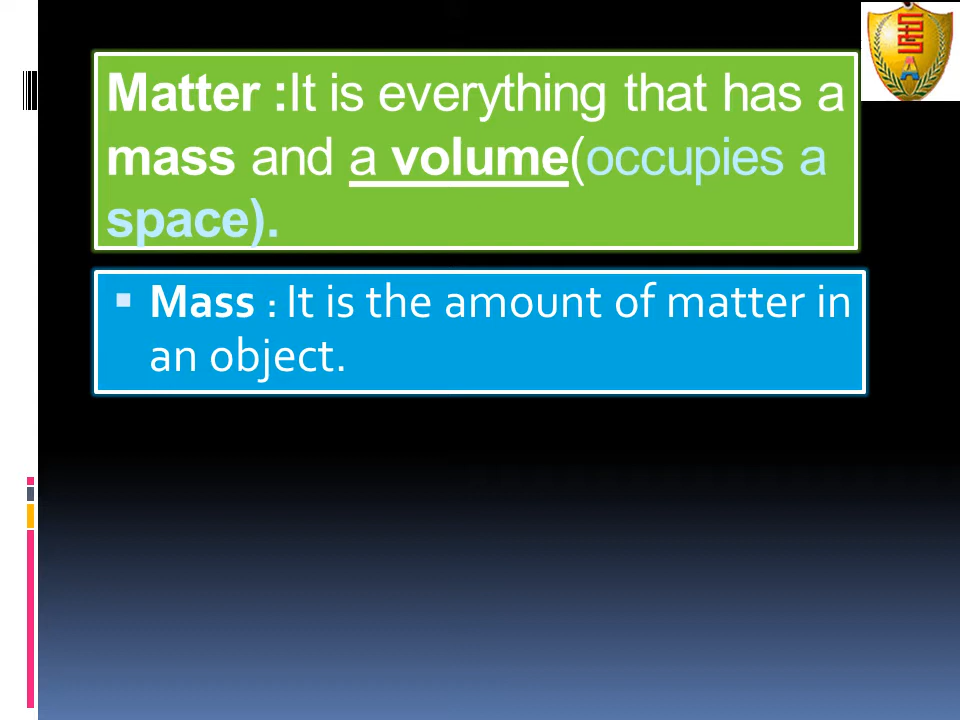 Matter :It is everything that has a
mass and a volume(occupies a
space).
Mass : It is the amount of matter in
an object.